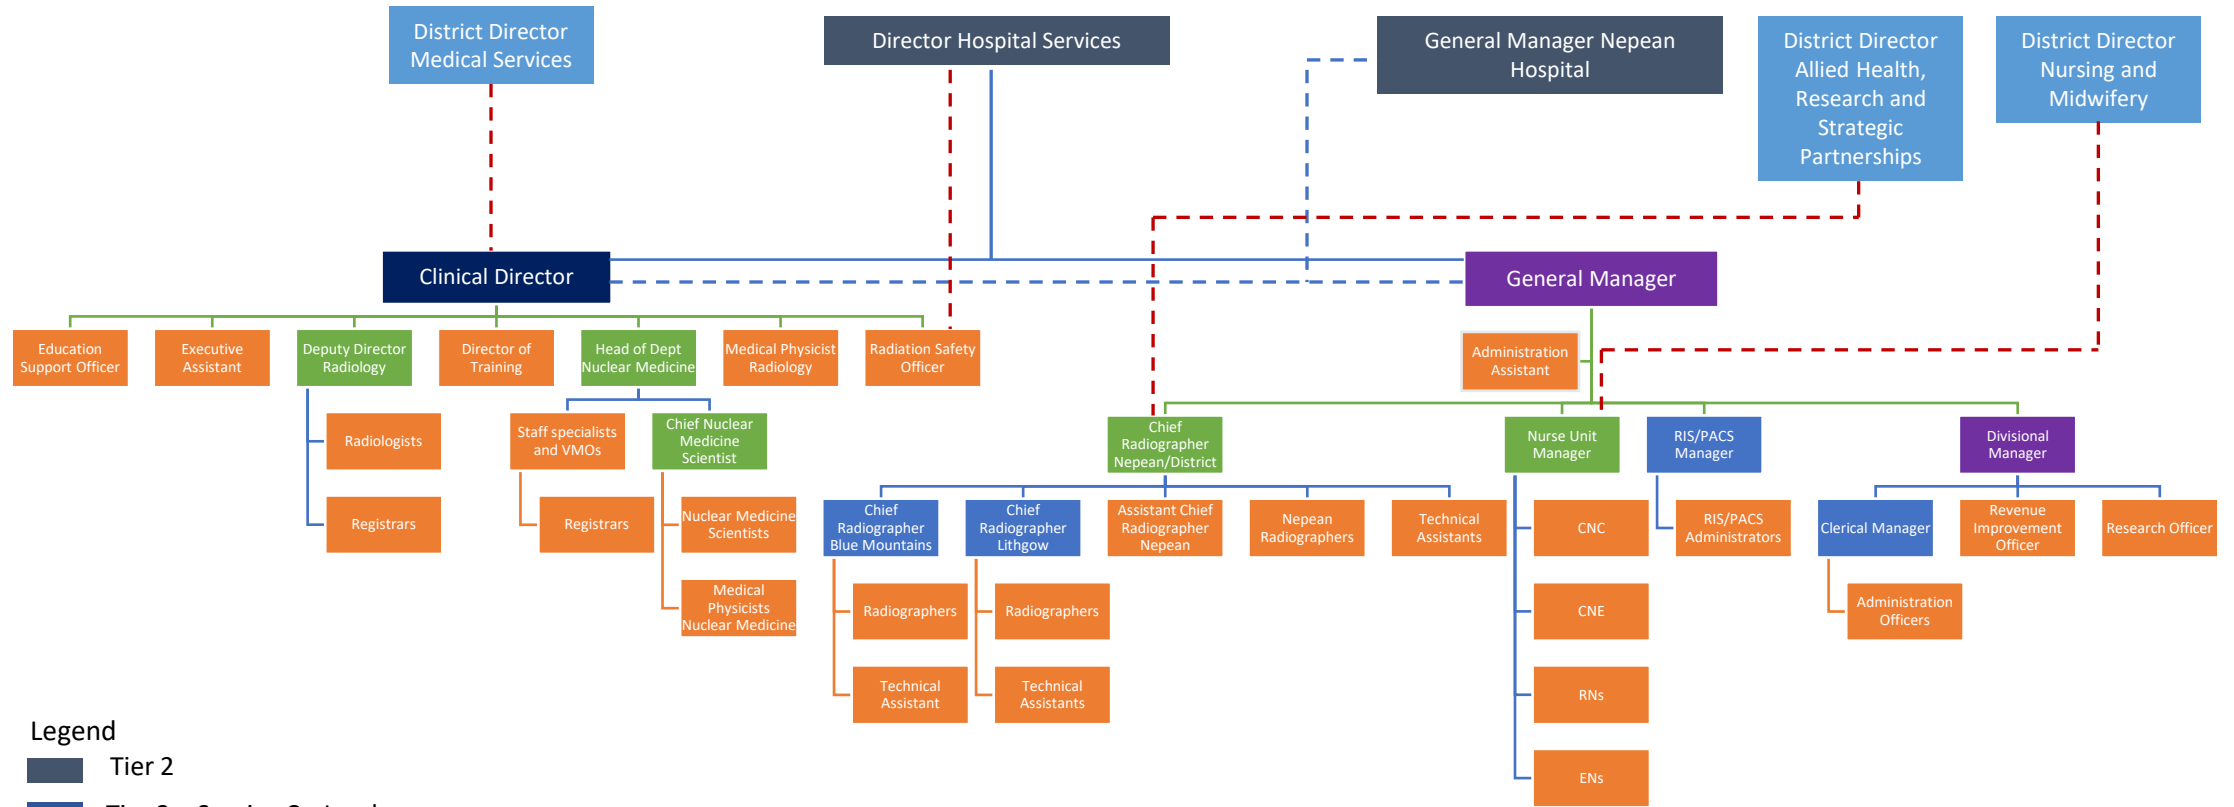 District Director
Medical Services
Director Hospital Services
General Manager Nepean
Hospital
District Director
Allied Health,
Research and
Strategic
Partnerships
District Director
Nursing and
Midwifery
Clinical Director
General Manager
Education
Support Officer
Executive
Assistant
Deputy Director
Radiology
Director of
Training
Head of Dept
Nuclear Medicine
Medical Physicist
Radiology
Radiation Safety
Officer
Administration
Assistant
Radiologists
Registrars
Staff specialists
and VMOs
Registrars
Chief Nuclear
Medicine
Scientist
Nuclear Medicine
Scientists
Medical
Physicists
Nuclear Medicine
Chief
Radiographer
Nepean/District
Nurse Unit
Manager
RIS/PACS
Manager
Divisional
Manager
Chief
Radiographer
Blue Mountains
Chief
Radiographer
Lithgow
Assistant Chief
Radiographer
Nepean
Nepean
Radiographers
Technical
Assistants
CNC
RIS/PACS
Administrators
Clerical Manager
Revenue
Improvement
Officer
Research Officer
Radiographers
Radiographers
CNE
Administration
Officers
Technical
Assistant
Technical
Assistants
RNs
ENs
Legend
Tier 2